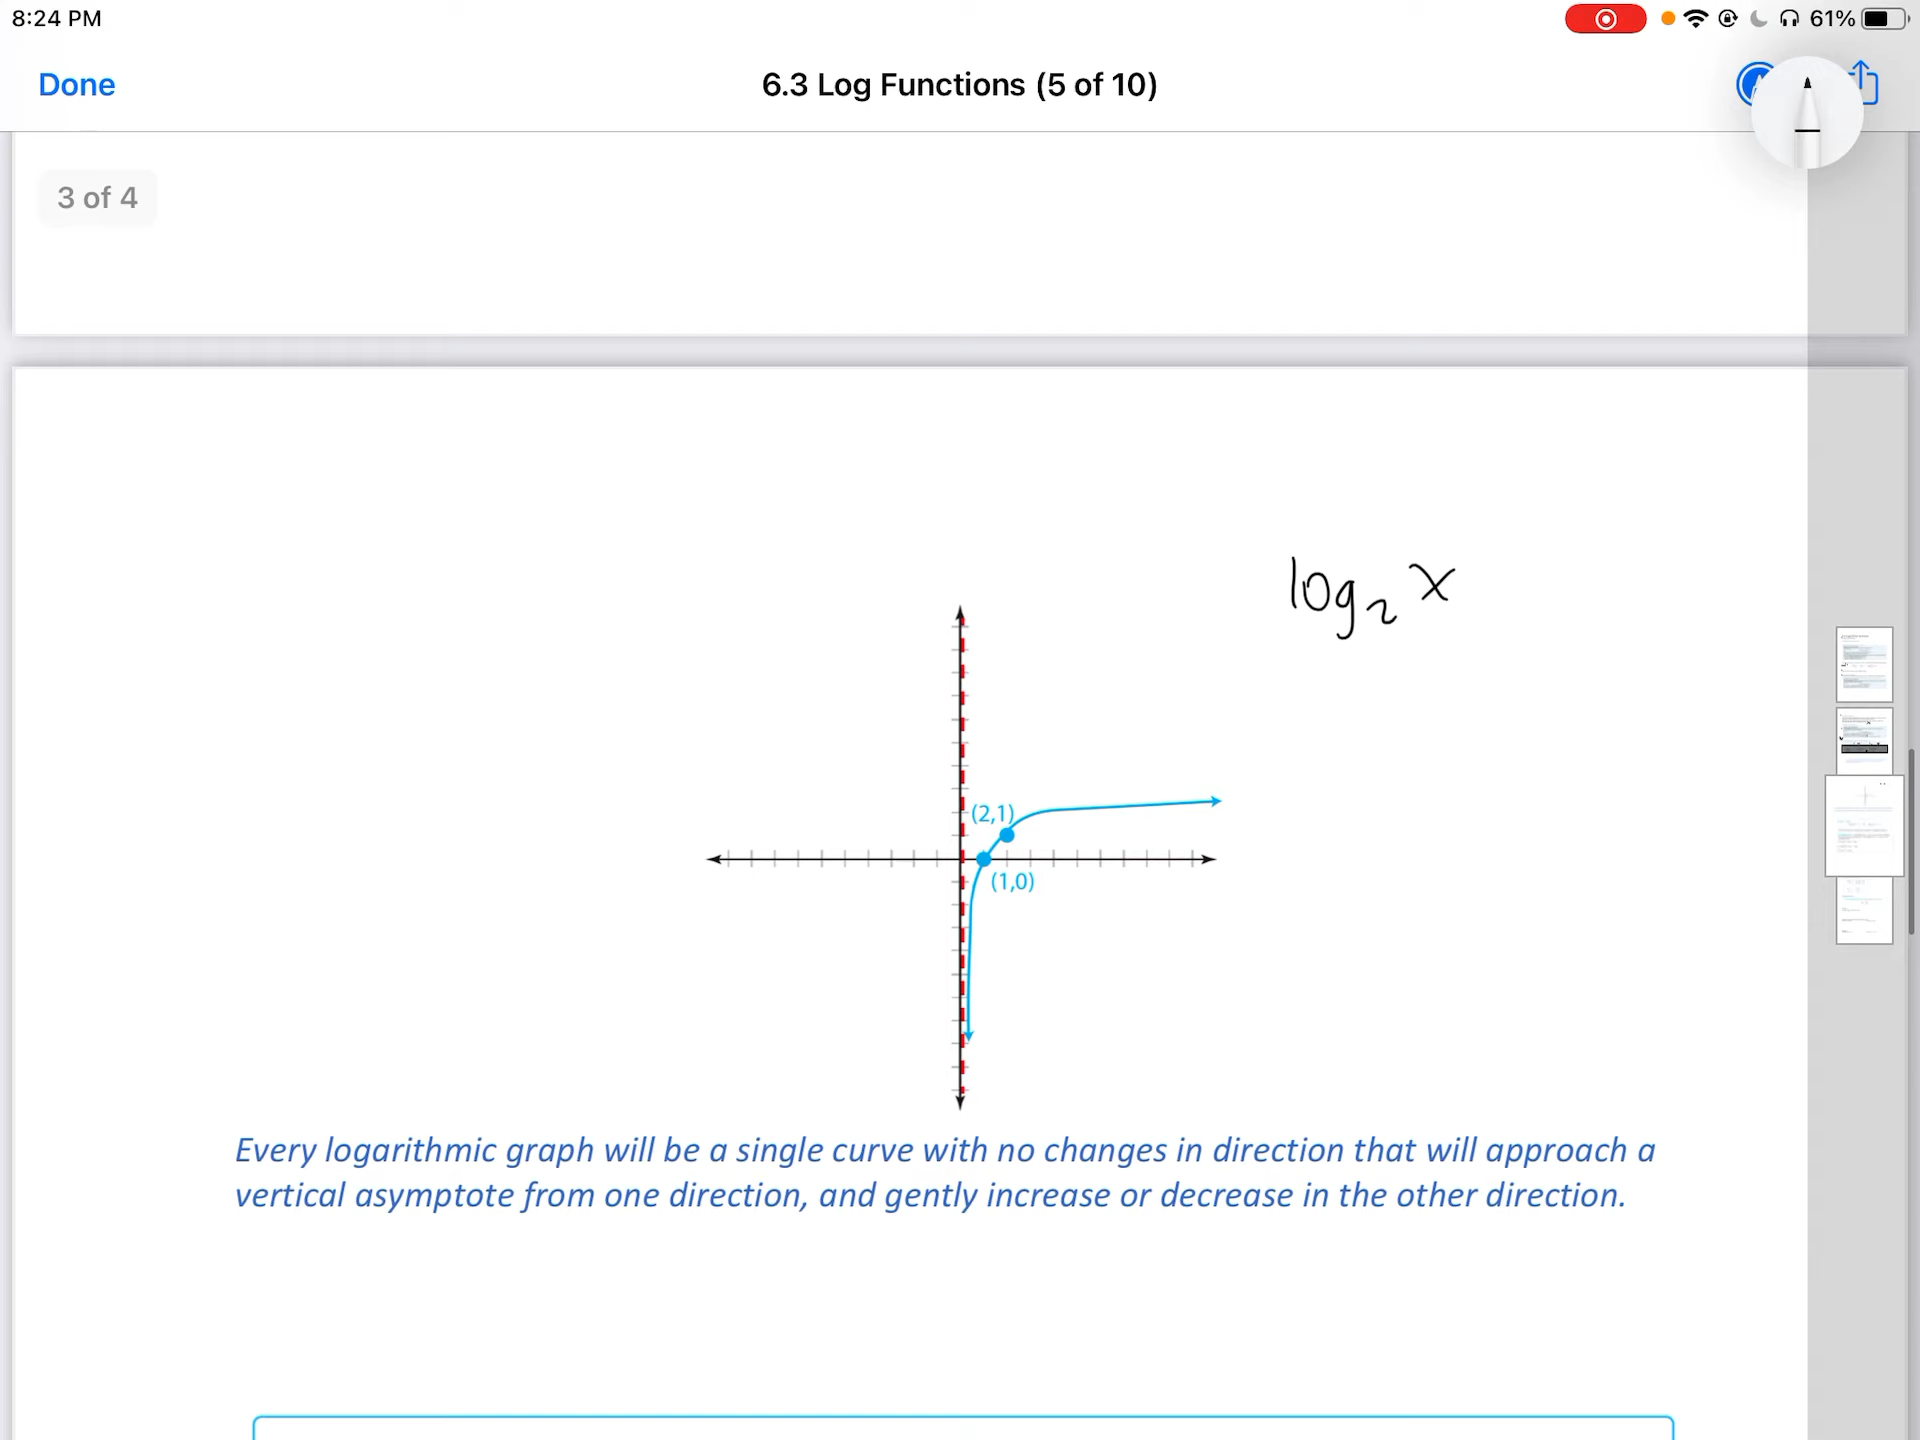 8:24 PM
61%
Done
6.3 Log Functions (5 of 10)
3 of 4
log₂ x
(2,1)
(1,0)
Every logarithmic graph will be a single curve with no changes in direction that will approach a
vertical asymptote from one direction, and gently increase or decrease in the other direction.